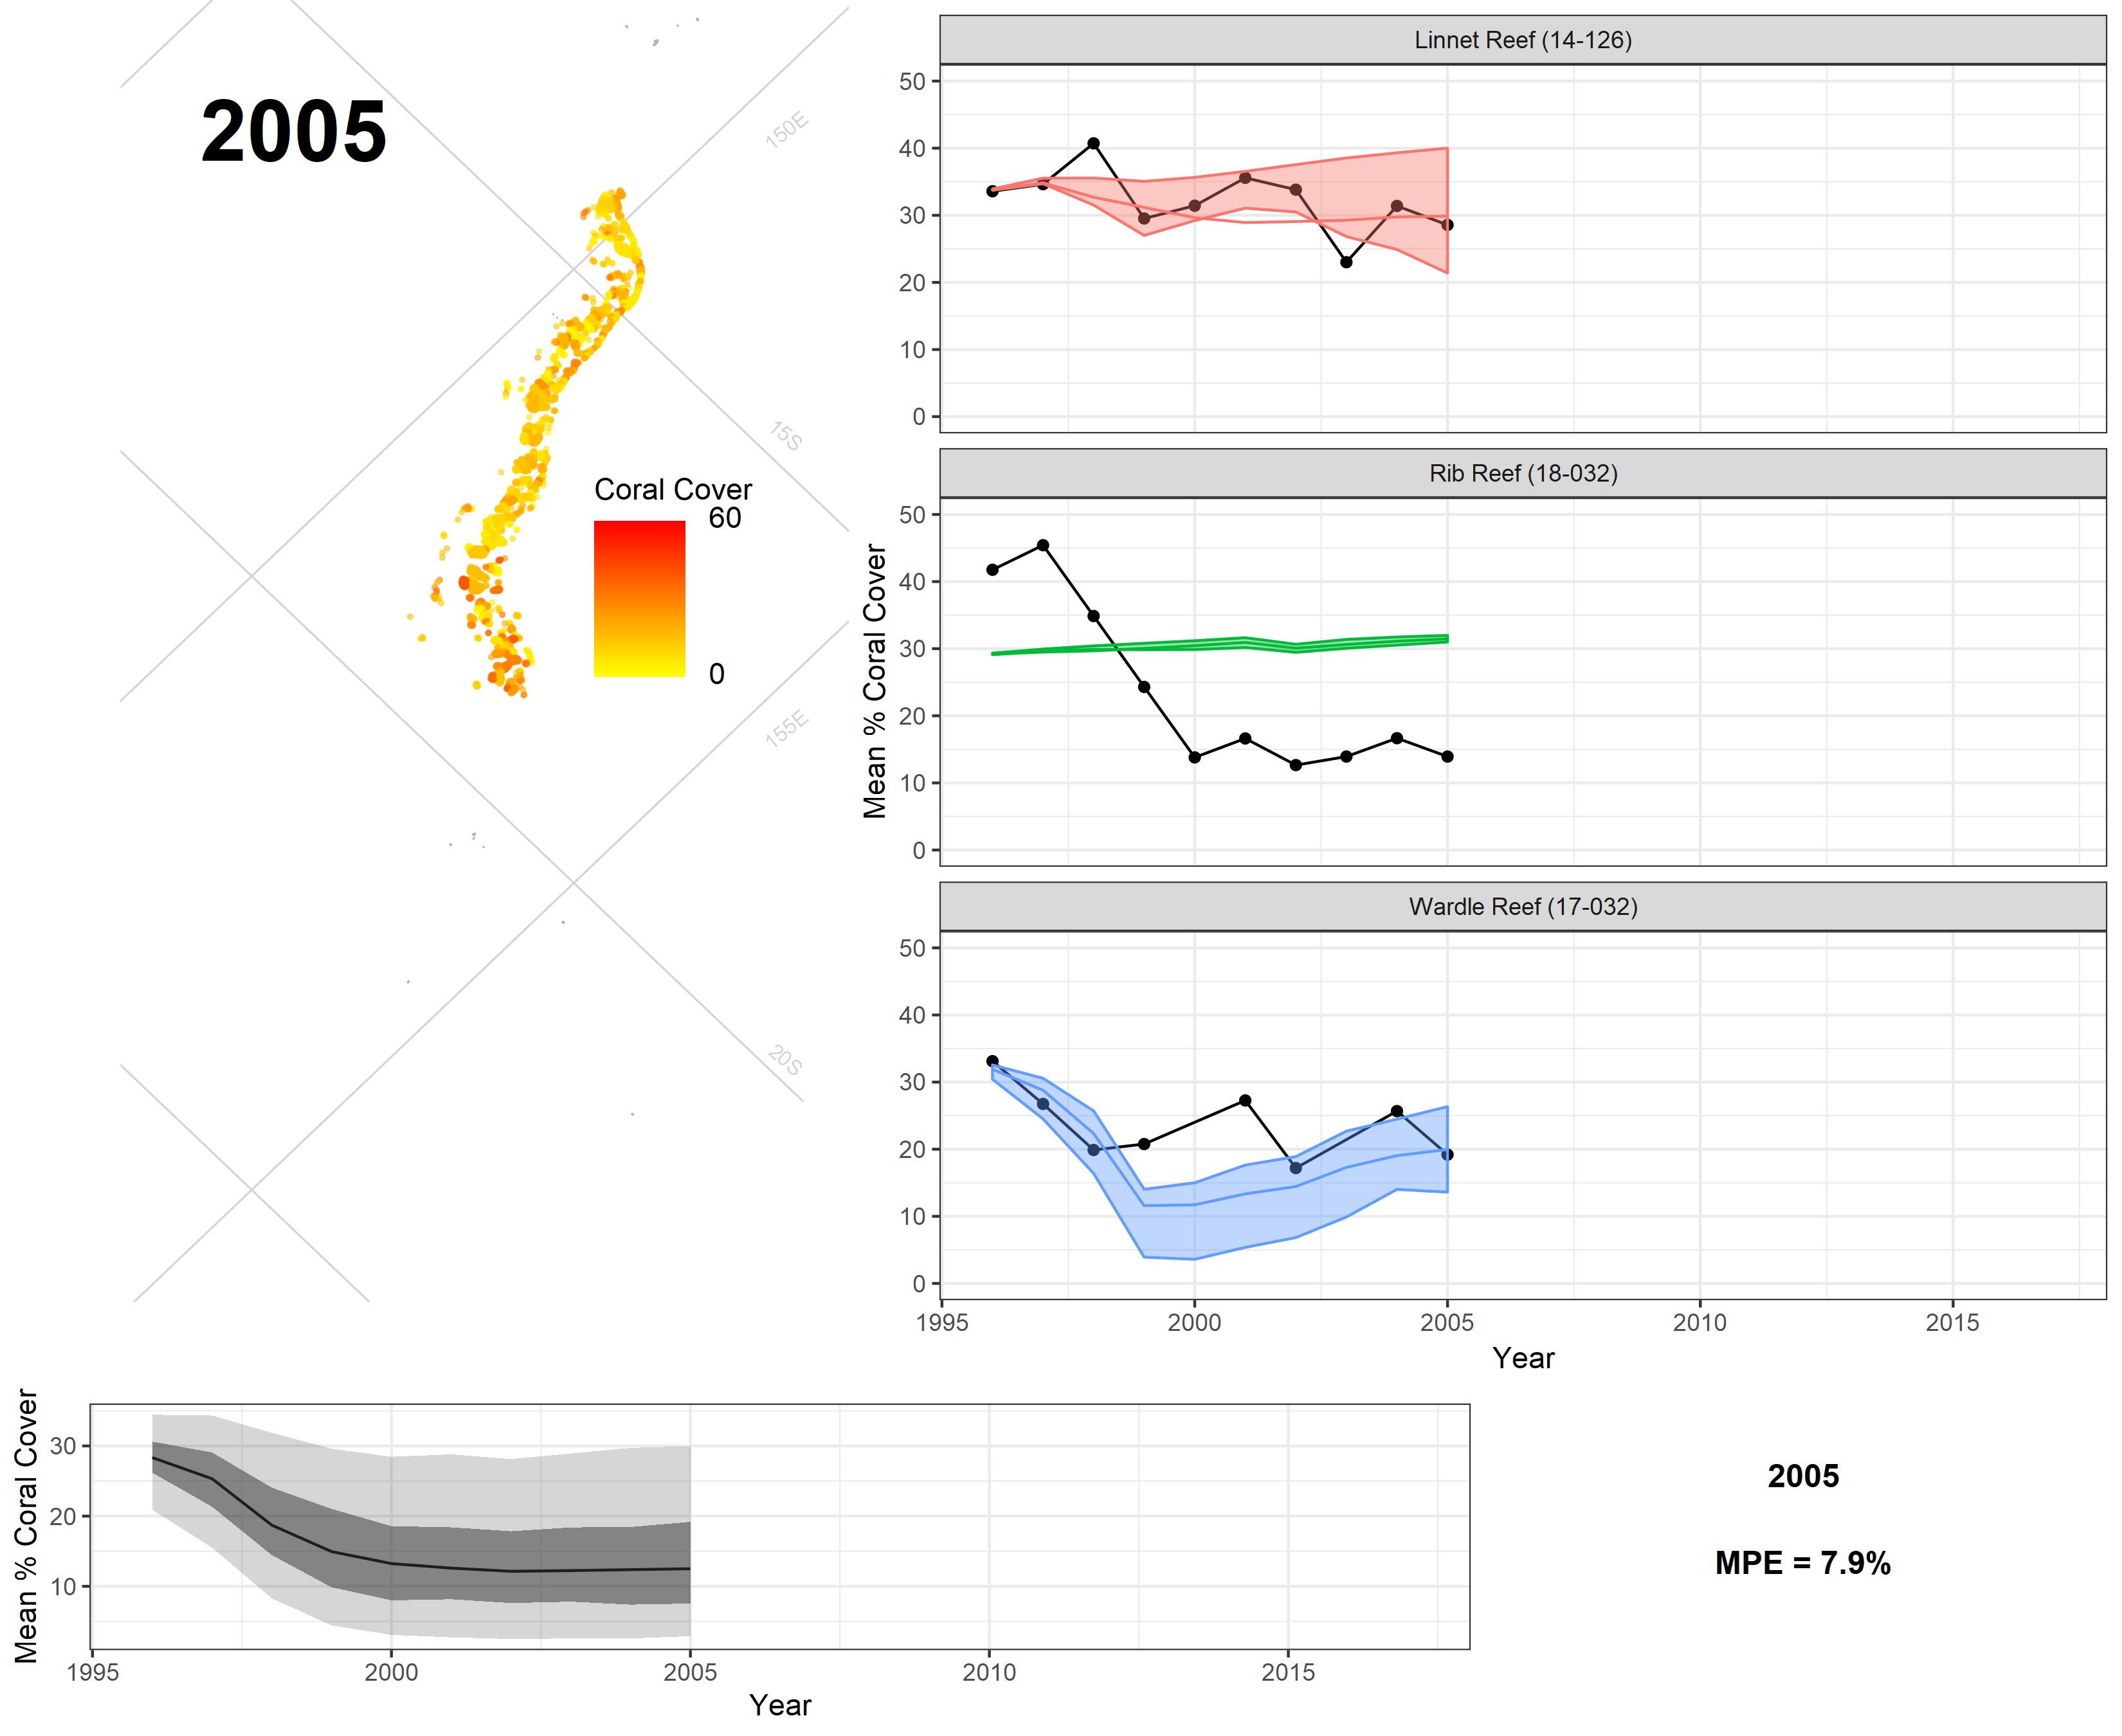 2005
150E
15S
155E
20S
Coral Cover
60
0
Linnet Reef (14-126)
50
40
30
20
10
0
Rib Reef (18-032)
50
40
30
20
10
0
Mean % Coral Cover
Wardle Reef (17-032)
50
40
30
20
10
0
1995 2000 2005 2010 2015
Year
Mean % Coral Cover
30
20
10
1995 2000 2005 2010 2015
Year
2005
MPE = 7.9%